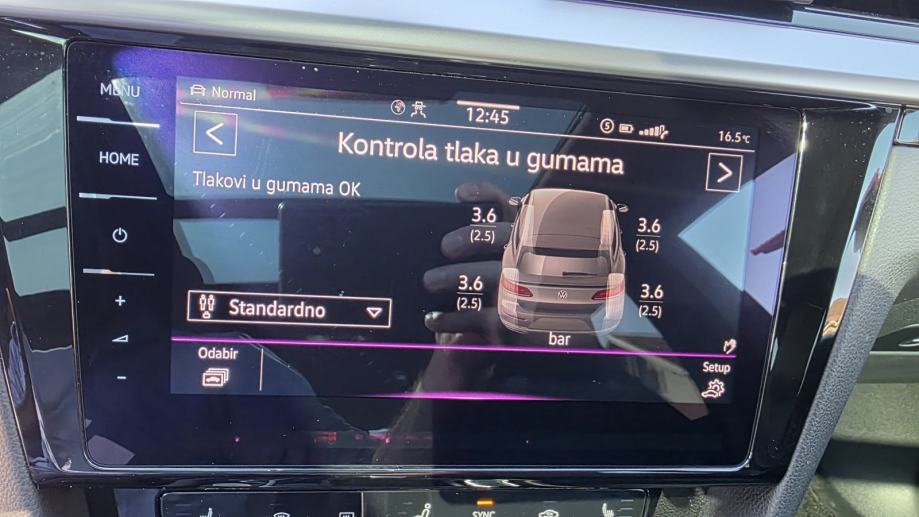 MENU
Normal
12:45
5
16.5°C
HOME
Kontrola tlaka u gumama
Tlakovi u gumama OK
3.6
(2.5)
3.6
(2.5)
3.6
(2.5)
3.6
(2.5)
Standardno
bar
Odabir
Setup
SYNC